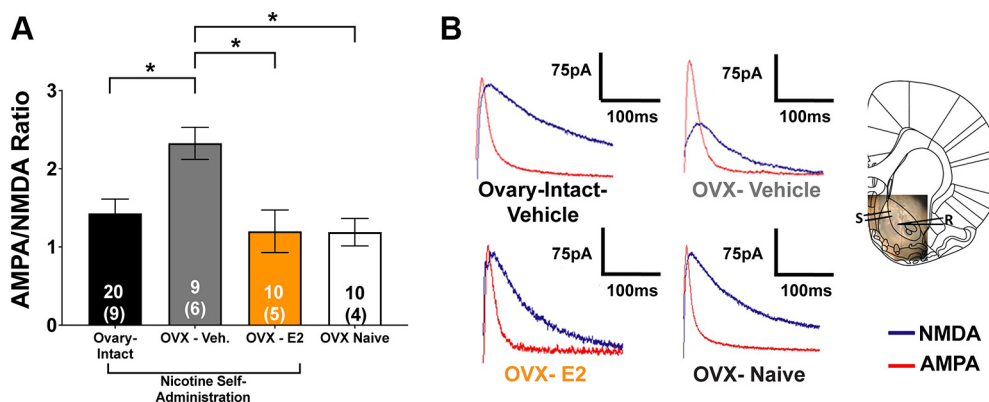 A
*
*
*
AMPA/NMDA Ratio
3
2
1
0
20
(9)
9
(6)
10
(5)
10
(4)
Ovary-
Intact
OVX - Veh.
OVX - E2
OVX Naive
Nicotine Self-
Administration
B
75pA
100ms
Ovary-Intact-
Vehicle
75pA
100ms
OVX- Vehicle
75pA
100ms
OVX- E2
75pA
100ms
OVX- Naive
S
R
NMDA
AMPA